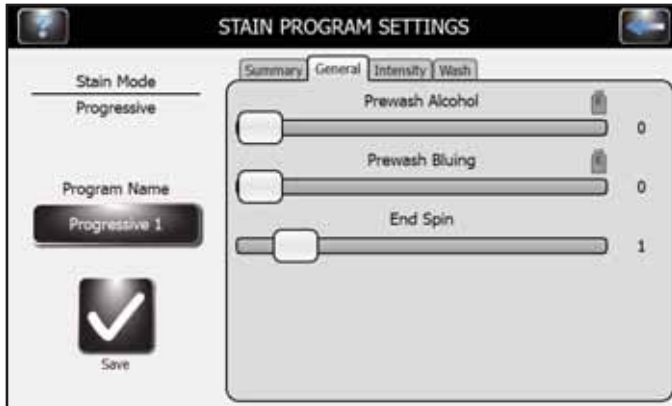 STAIN PROGRAM SETTINGS
Stain Mode
Progressive
Program Name
Progressive 1
Save
Summary General Intensity Wash
Prewash Alcohol
0
Prewash Bluing
0
End Spin
1